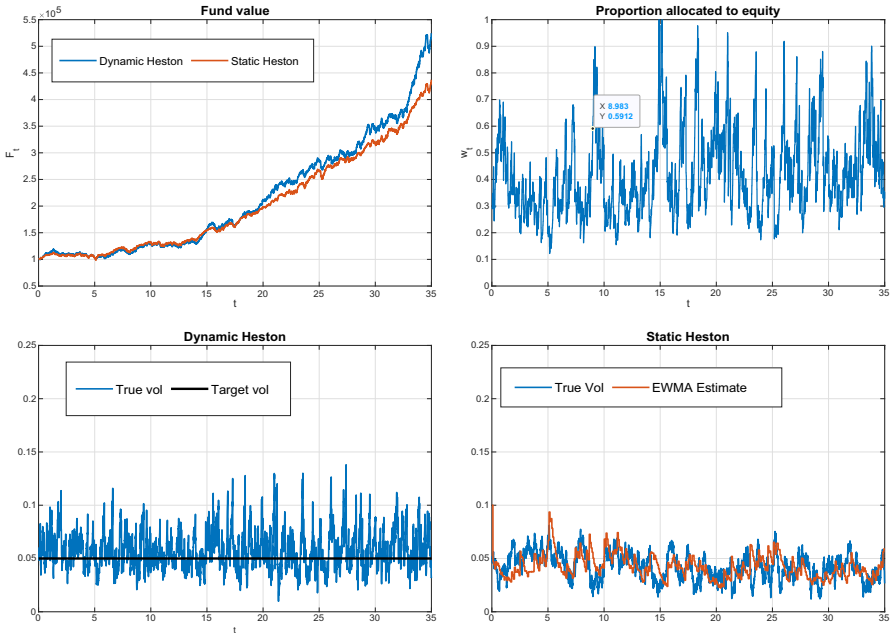 Fund value
×10⁵
5.5
5
4.5
4
3.5
3
2.5
2
1.5
1
0.5
F_t
Dynamic Heston
Static Heston
0 5 10 15 20 25 30 35
t
Proportion allocated to equity
1
0.9
0.8
0.7
0.6
0.5
0.4
0.3
0.2
0.1
0
w_t
X 8.983
Y 0.5912
0 5 10 15 20 25 30 35
t
Dynamic Heston
0.25
0.2
0.15
0.1
0.05
0
True vol
Target vol
0 5 10 15 20 25 30 35
t
Static Heston
0.25
0.2
0.15
0.1
0.05
0
True Vol
EWMA Estimate
0 5 10 15 20 25 30 35